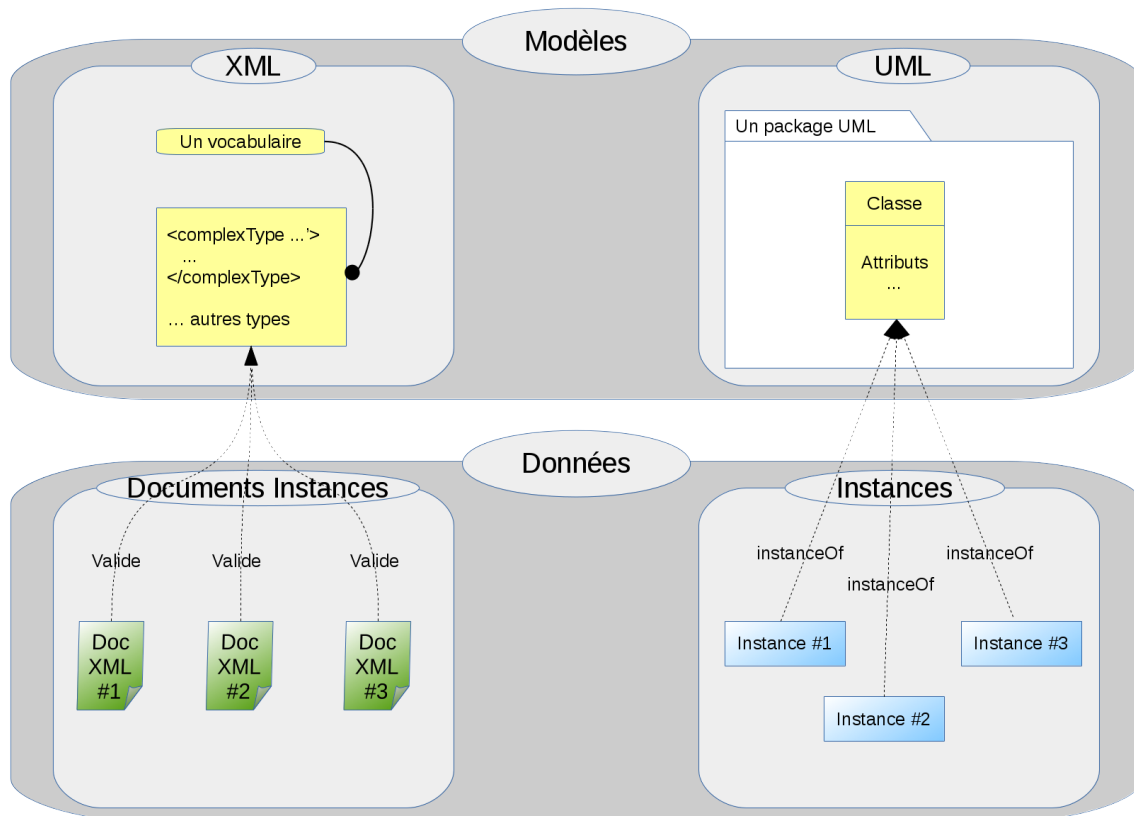 Modèles
XML
UML
Un vocabulaire
<complexType ...'>
...
</complexType>
... autres types
Un package UML
Classe
Attributs
...
Données
Documents Instances
Valide
Valide
Valide
Doc
XML
#1
Doc
XML
#2
Doc
XML
#3
Instances
instanceOf
instanceOf
instanceOf
Instance #1
Instance #3
Instance #2